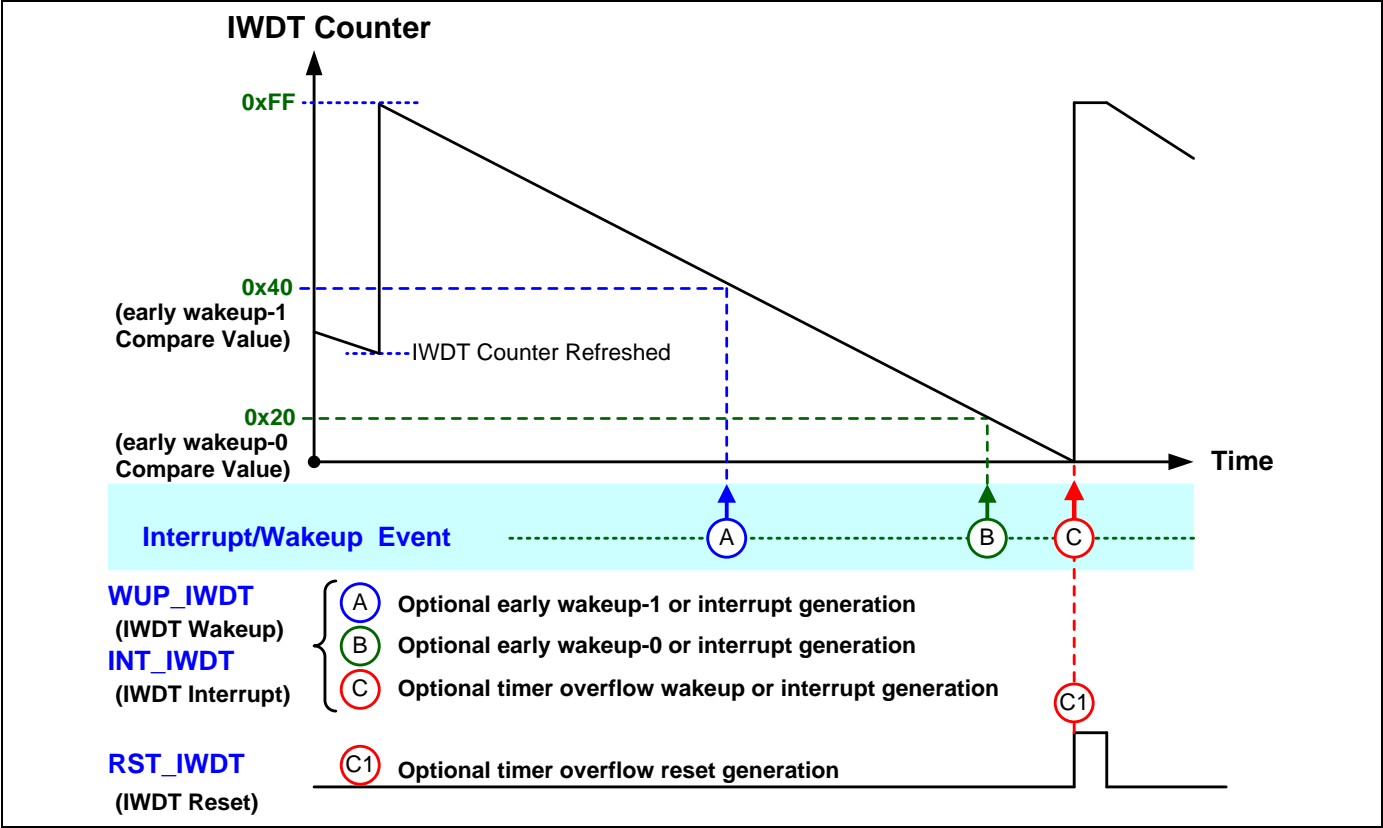 IWDT Counter
0xFF
0x40
(early wakeup-1
Compare Value)
IWDT Counter Refreshed
0x20
(early wakeup-0
Compare Value)
Time
Interrupt/Wakeup Event
A
B
C
WUP_IWDT
(IWDT Wakeup)
INT_IWDT
(IWDT Interrupt)
A Optional early wakeup-1 or interrupt generation
B Optional early wakeup-0 or interrupt generation
C Optional timer overflow wakeup or interrupt generation
C1
RST_IWDT
(IWDT Reset)
C1 Optional timer overflow reset generation